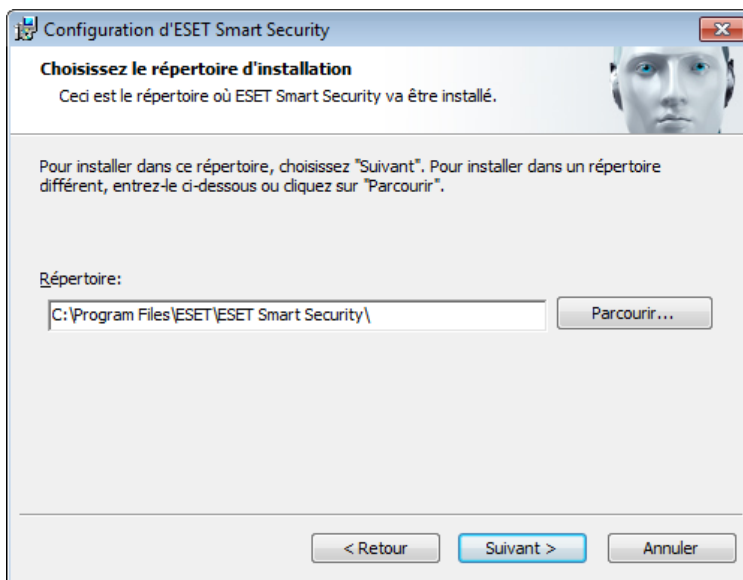 Configuration d'ESET Smart Security
Choisissez le répertoire d'installation
Ceci est le répertoire où ESET Smart Security va être installé.
Pour installer dans ce répertoire, choisissez "Suivant". Pour installer dans un répertoire
différent, entrez-le ci-dessous ou cliquez sur "Parcourir".
Répertoire:
C:\Program Files\ESET\ESET Smart Security\
Parcourir...
< Retour
Suivant >
Annuler